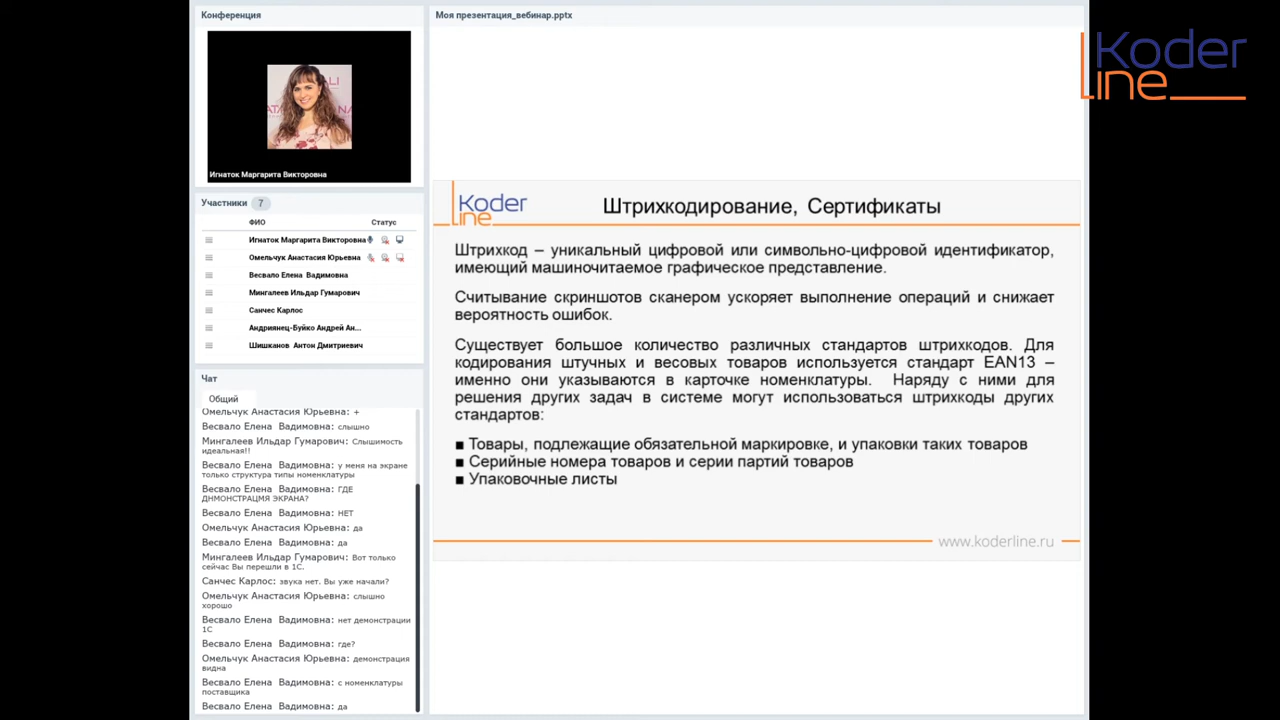 Конференция
Игнаток Маргарита Викторовна
Участники 7
ФИО Статус
Игнаток Маргарита Викторовна
Омельчук Анастасия Юрьевна
Весвало Елена Вадимовна
Мингалеев Ильдар Гумарович
Санчес Карлос
Андриянец-Буйко Андрей Ан...
Шишканов Антон Дмитриевич
Чат
Общий
Омельчук Анастасия Юрьевна: +
Весвало Елена Вадимовна: слышно
Мингалеев Ильдар Гумарович: Слышимость
идеальная!!
Весвало Елена Вадимовна: у меня на экране
только структура типы номенклатуры
Весвало Елена Вадимовна: ГДЕ
ДНМОНСТРАЦМЯ ЭКРАНА?
Весвало Елена Вадимовна: НЕТ
Омельчук Анастасия Юрьевна: да
Весвало Елена Вадимовна: да
Мингалеев Ильдар Гумарович: Вот только
сейчас Вы перешли в 1С.
Санчес Карлос: звука нет. Вы уже начали?
Омельчук Анастасия Юрьевна: слышно
хорошо
Весвало Елена Вадимовна: нет демонстрации
1С
Весвало Елена Вадимовна: где?
Омельчук Анастасия Юрьевна: демонстрация
видна
Весвало Елена Вадимовна: с номенклатуры
поставщика
Весвало Елена Вадимовна: да
Моя презентация_вебинар.pptx
Koder
line
Koder
line
Штрихкодирование, Сертификаты
Штрихкод – уникальный цифровой или символьно-цифровой идентификатор,
имеющий машиночитаемое графическое представление.
Считывание скриншотов сканером ускоряет выполнение операций и снижает
вероятность ошибок.
Существует большое количество различных стандартов штрихкодов. Для
кодирования штучных и весовых товаров используется стандарт EAN13 –
именно они указываются в карточке номенклатуры. Наряду с ними для
решения других задач в системе могут использоваться штрихкоды других
стандартов:
■ Товары, подлежащие обязательной маркировке, и упаковки таких товаров
■ Серийные номера товаров и серии партий товаров
■ Упаковочные листы
www.koderline.ru